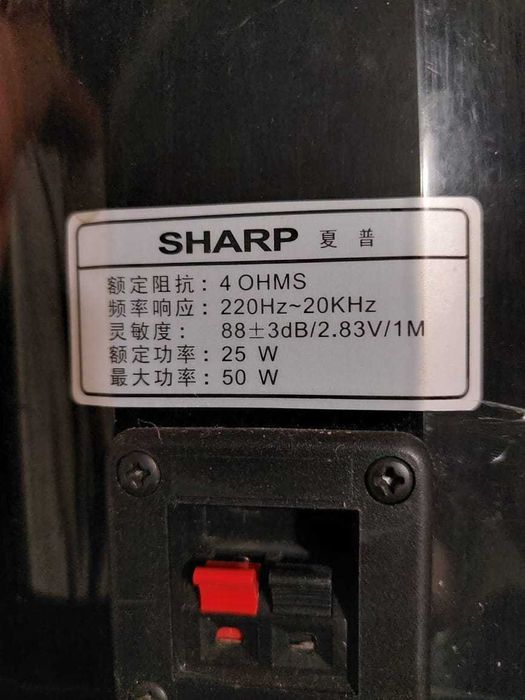 SHARP 夏普
额定阻抗: 4 OHMS
频率响应: 220Hz~20KHz
灵敏度: 88±3dB/2.83V/1M
额定功率: 25 W
最大功率: 50 W